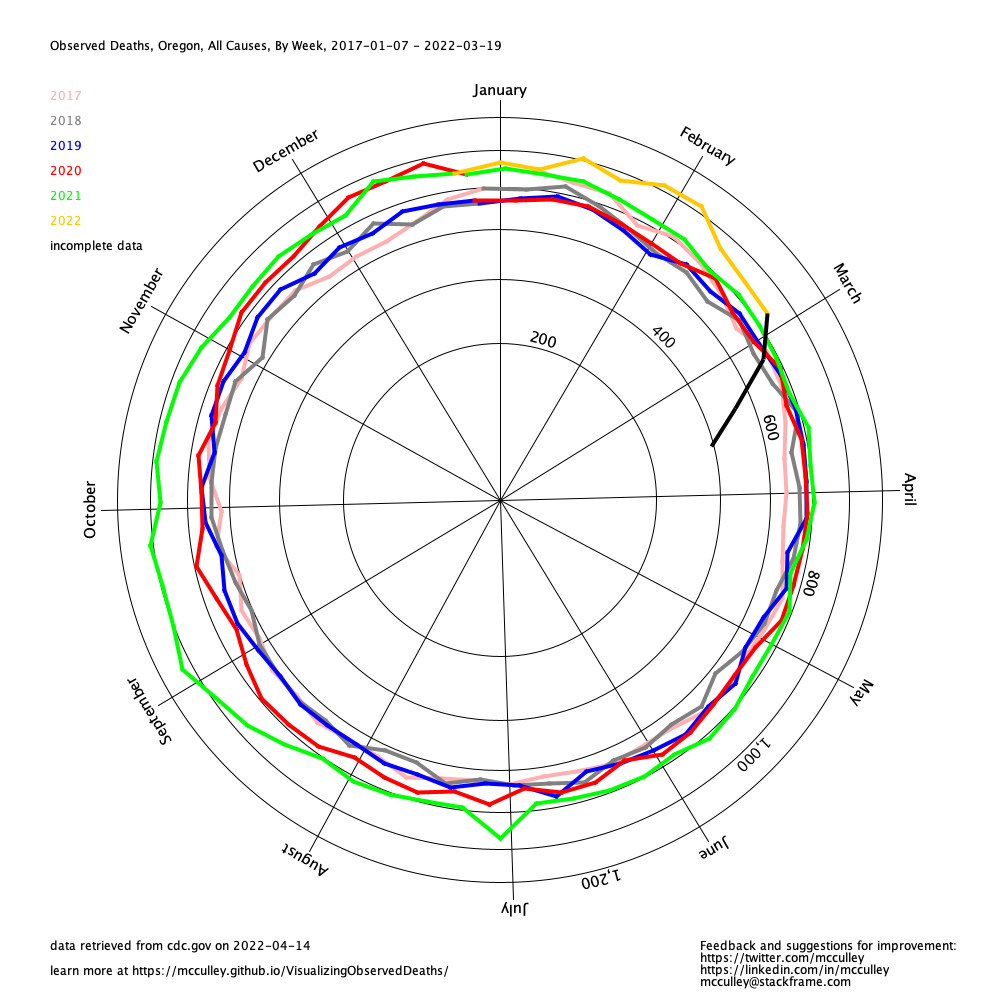 Observed Deaths, Oregon, All Causes, By Week, 2017-01-07 - 2022-03-19
January
2017
2018
2019
2020
2021
2022
incomplete data
December
February
November
March
200
400
600
October
April
800
September
May
1,000
August
June
1,200
July
data retrieved from cdc.gov on 2022-04-14
learn more at https://mcculley.github.io/VisualizingObservedDeaths/
Feedback and suggestions for improvement:
https://twitter.com/mcculley
https://linkedin.com/in/mcculley
mcculley@stackframe.com